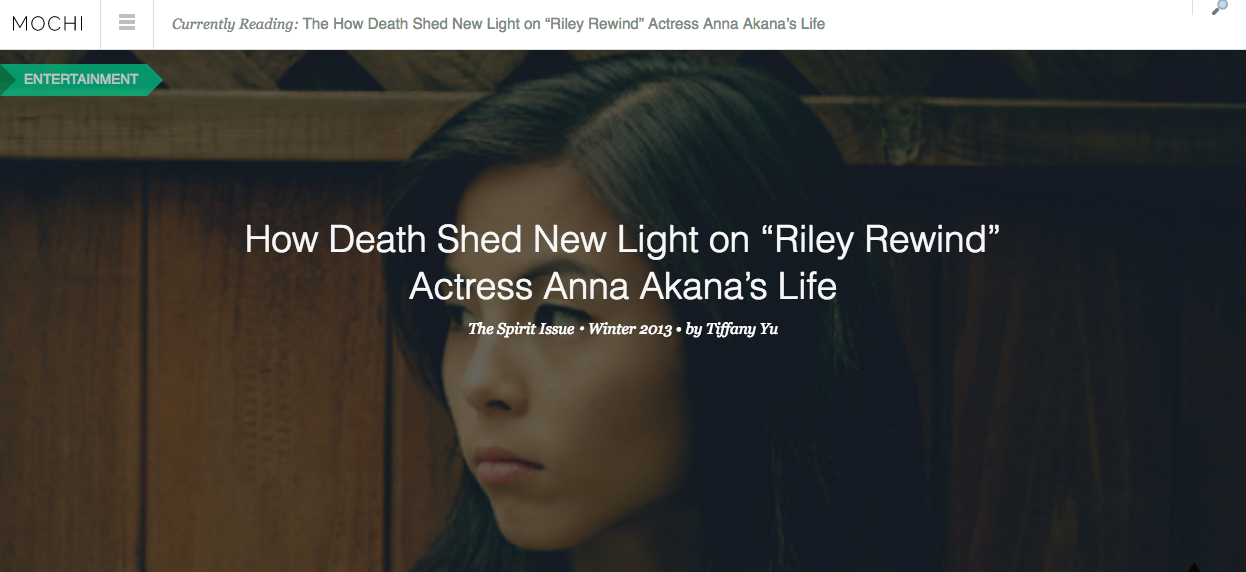 MOCHI
Currently Reading: The How Death Shed New Light on “Riley Rewind” Actress Anna Akana’s Life
ENTERTAINMENT
How Death Shed New Light on “Riley Rewind”
Actress Anna Akana’s Life
The Spirit Issue • Winter 2013 • by Tiffany Yu